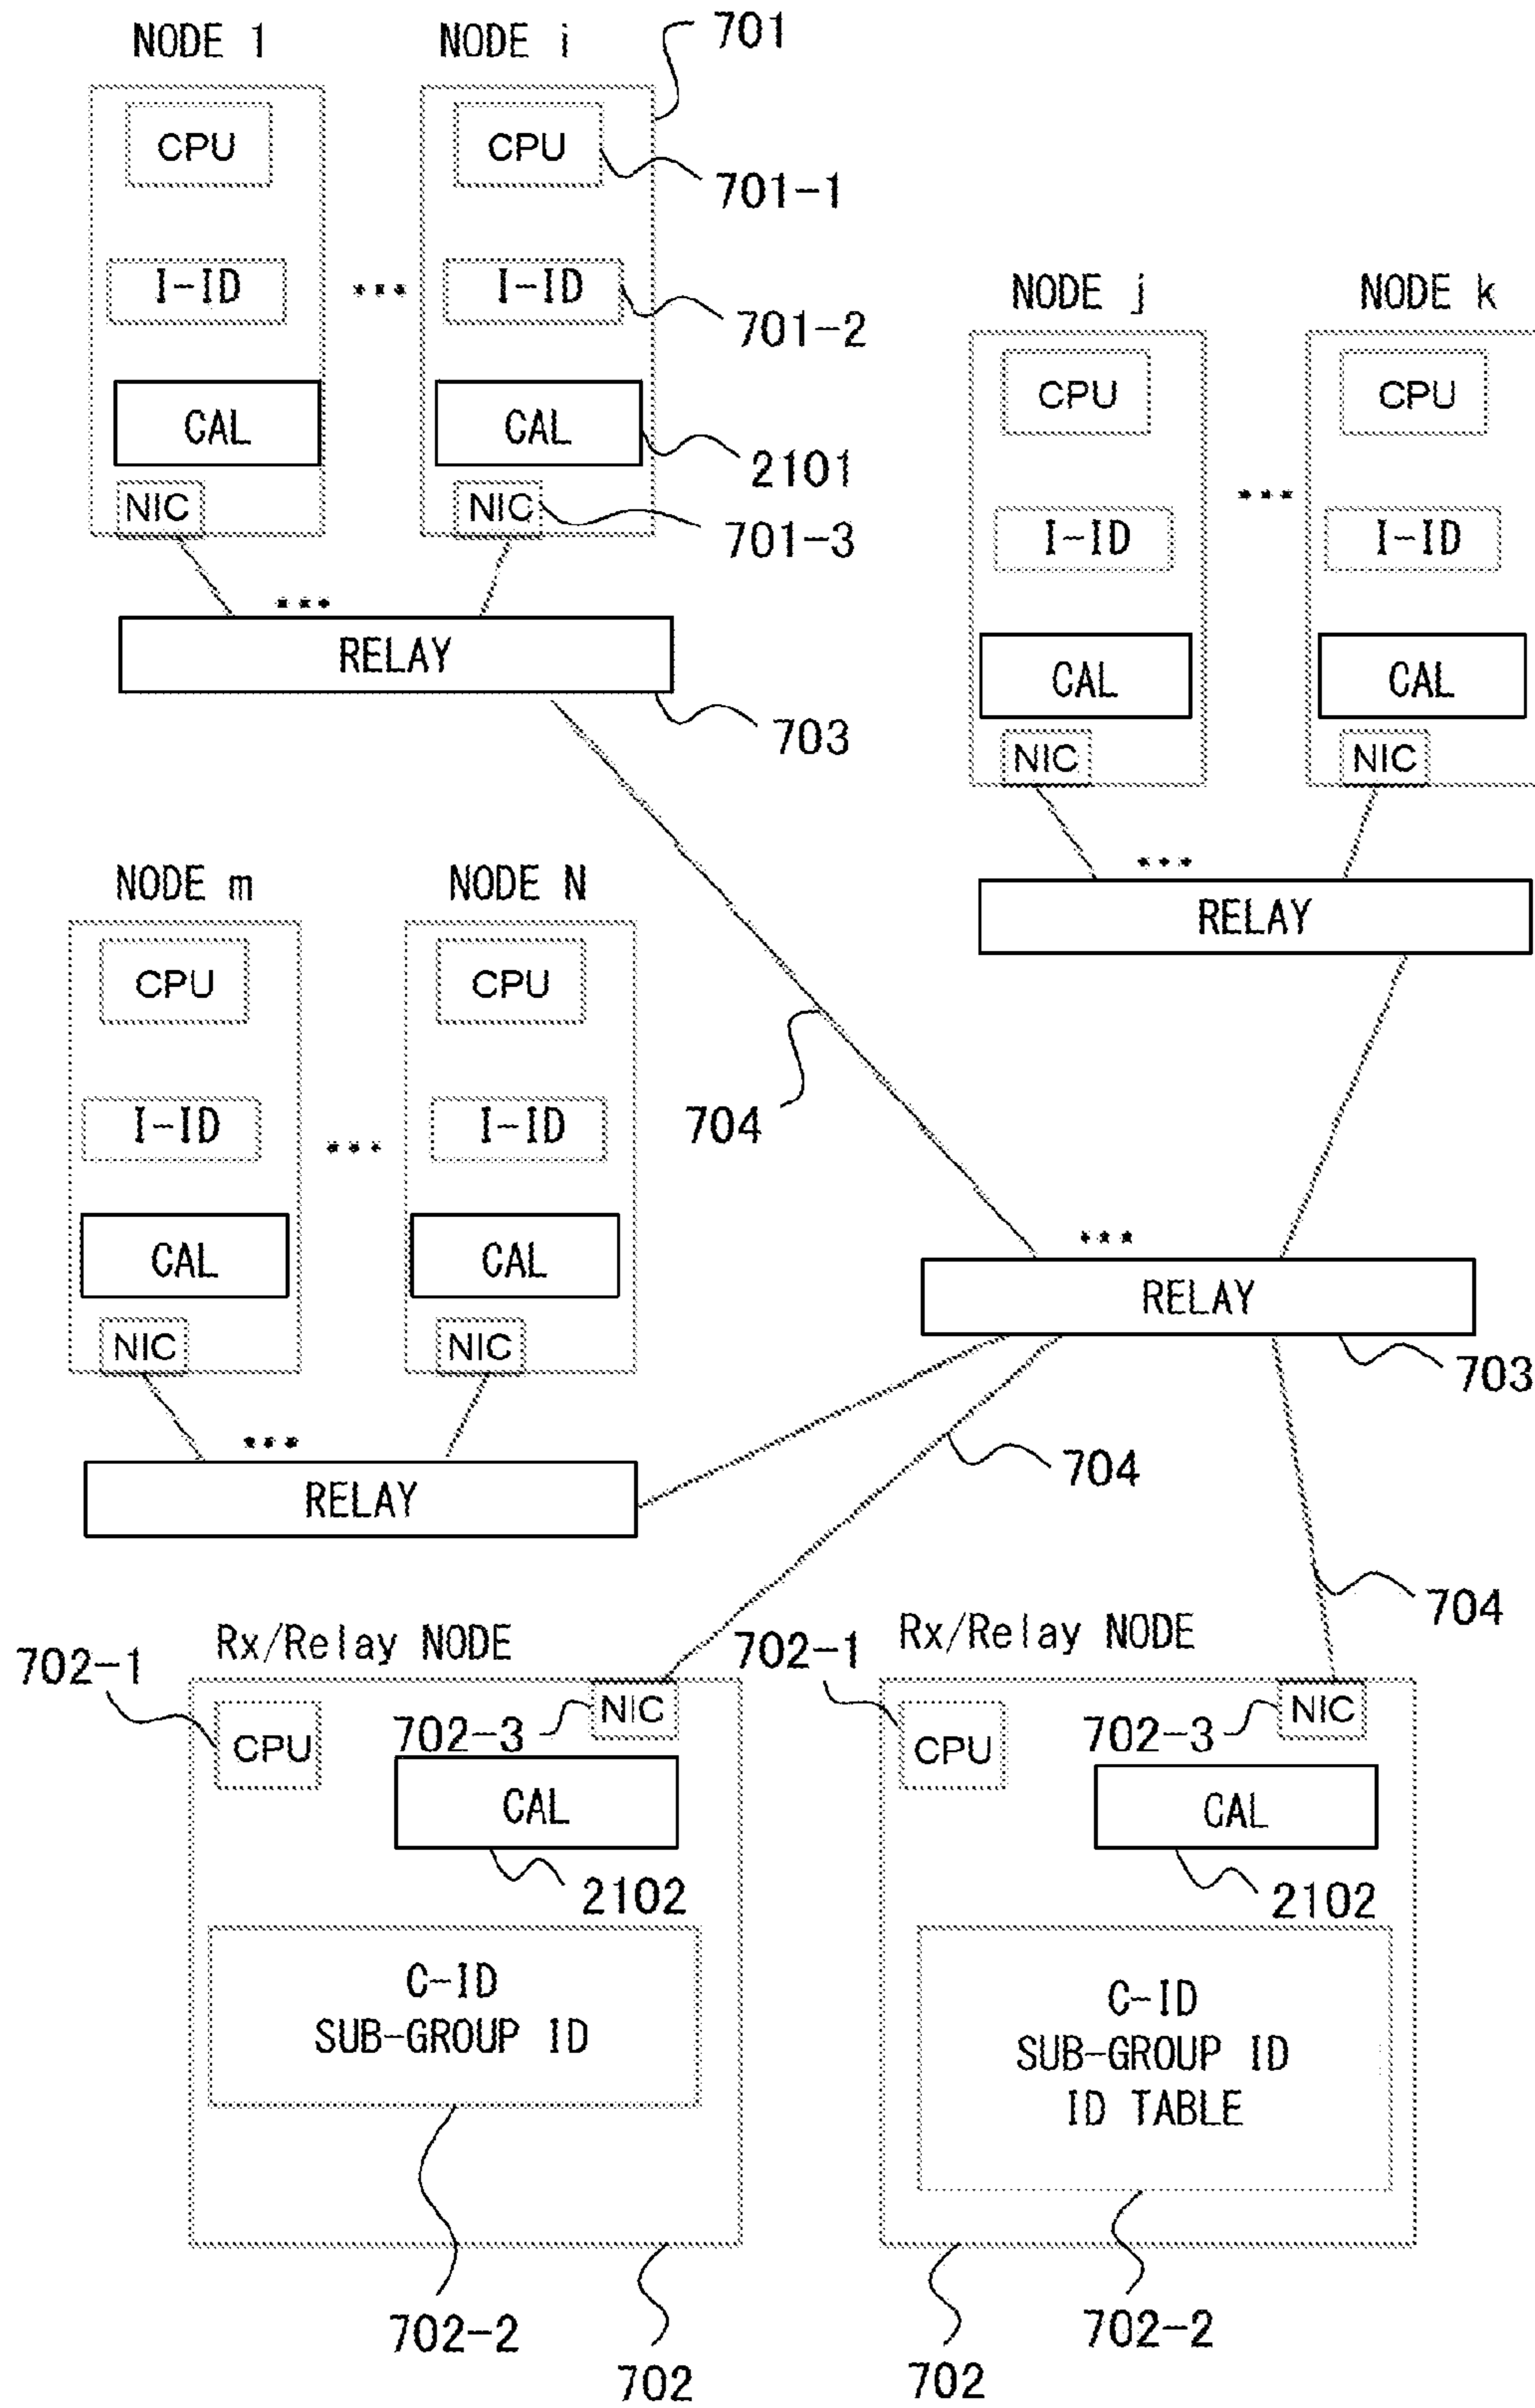 NODE 1
NODE i
701
CPU
CPU
701-1
I-ID
...
I-ID
701-2
CAL
CAL
2101
NIC
NIC
701-3
...
RELAY
703
NODE j
NODE k
CPU
CPU
...
I-ID
I-ID
CAL
CAL
NIC
NIC
...
RELAY
NODE m
NODE N
CPU
CPU
I-ID
...
I-ID
CAL
CAL
NIC
NIC
...
RELAY
704
...
RELAY
703
704
704
Rx/Relay NODE
702-1
NIC
702-3
CPU
CAL
2102
C-ID
SUB-GROUP ID
702-2
702
Rx/Relay NODE
702-1
NIC
702-3
CPU
CAL
2102
C-ID
SUB-GROUP ID
ID TABLE
702-2
702